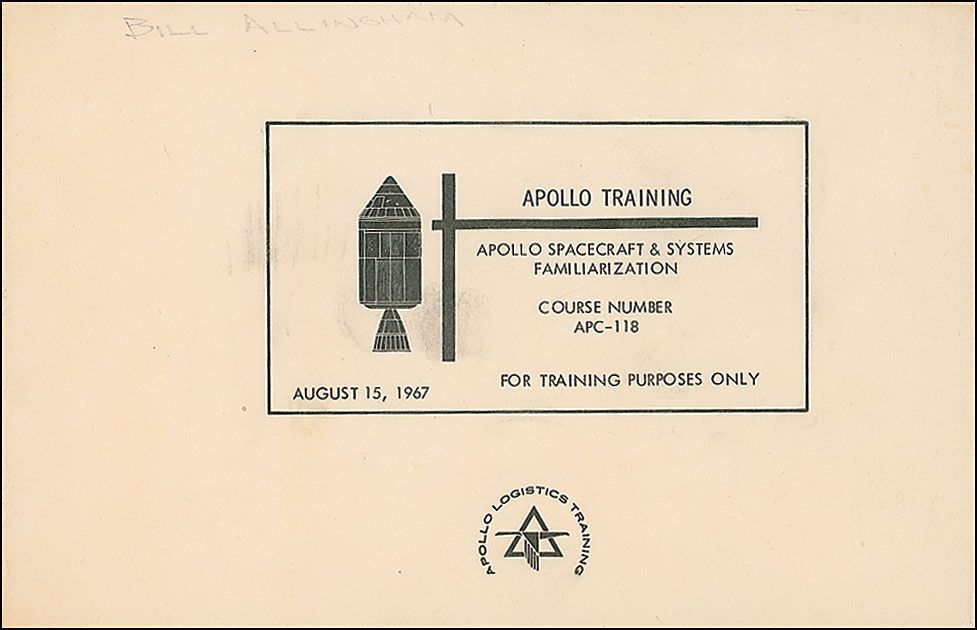 BILL ALLINGHAM
APOLLO TRAINING
APOLLO SPACECRAFT & SYSTEMS
FAMILIARIZATION
COURSE NUMBER
APC-118
FOR TRAINING PURPOSES ONLY
AUGUST 15, 1967
APOLLO LOGISTICS TRAINING